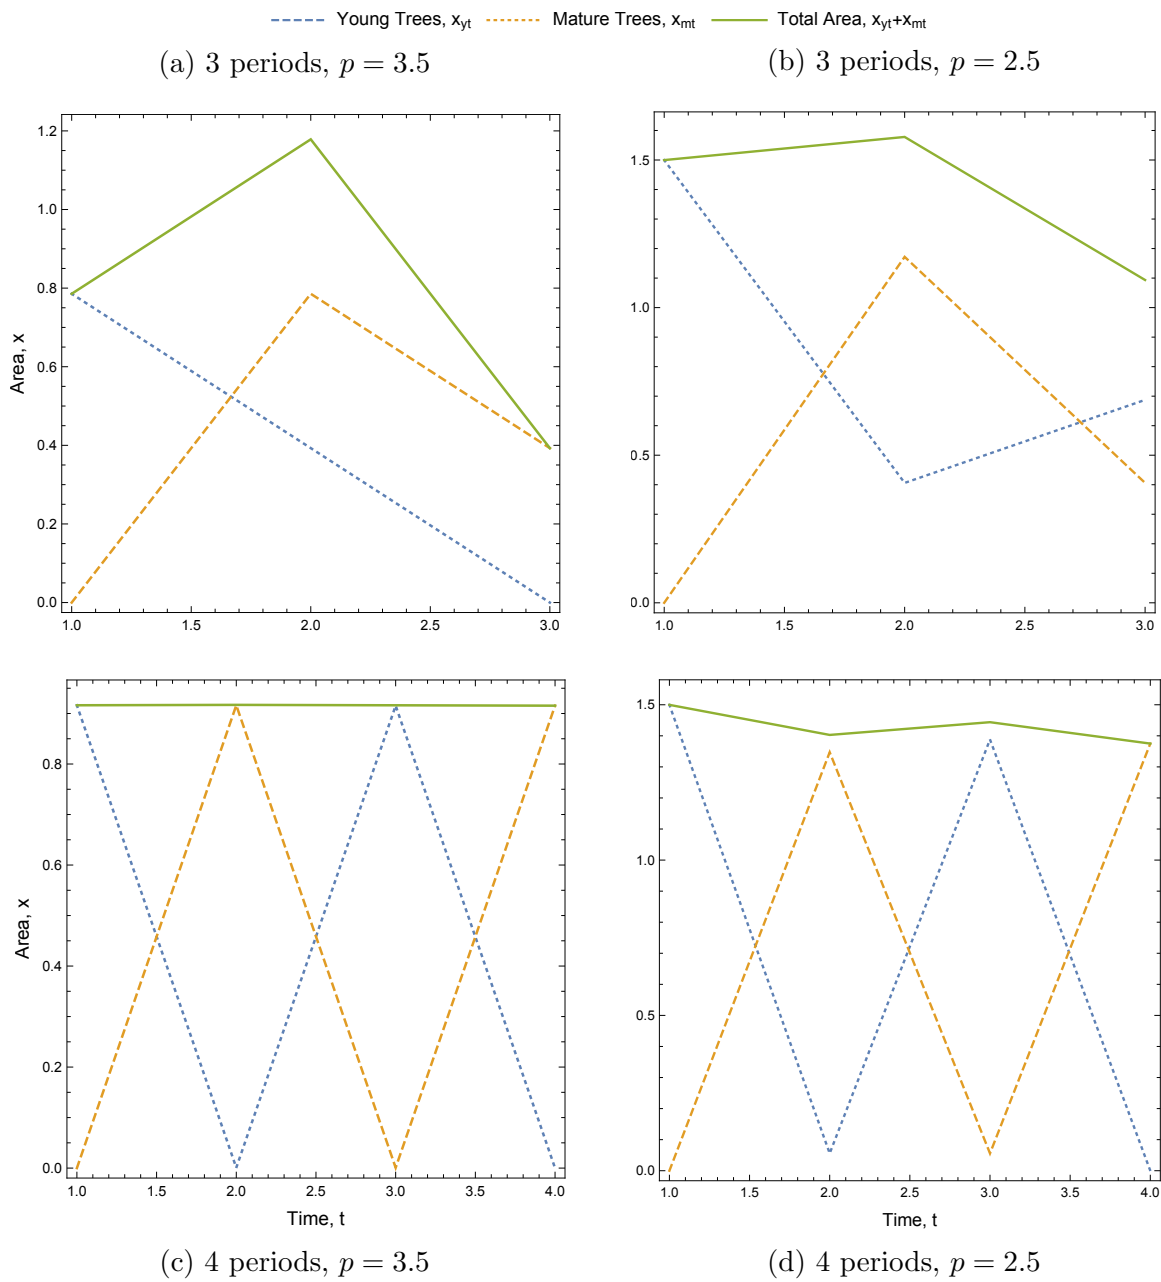 Young Trees, x_yt Mature Trees, x_mt Total Area, x_yt+x_mt
(a) 3 periods, p = 3.5
(b) 3 periods, p = 2.5
1.2
1.0
0.8
0.6
0.4
0.2
0.0
Area, x
1.0 1.5 2.0 2.5 3.0
1.5
1.0
0.5
0.0
1.0 1.5 2.0 2.5 3.0
0.8
0.6
0.4
0.2
0.0
Area, x
1.0 1.5 2.0 2.5 3.0 3.5 4.0
Time, t
1.5
1.0
0.5
0.0
1.0 1.5 2.0 2.5 3.0 3.5 4.0
Time, t
(c) 4 periods, p = 3.5
(d) 4 periods, p = 2.5